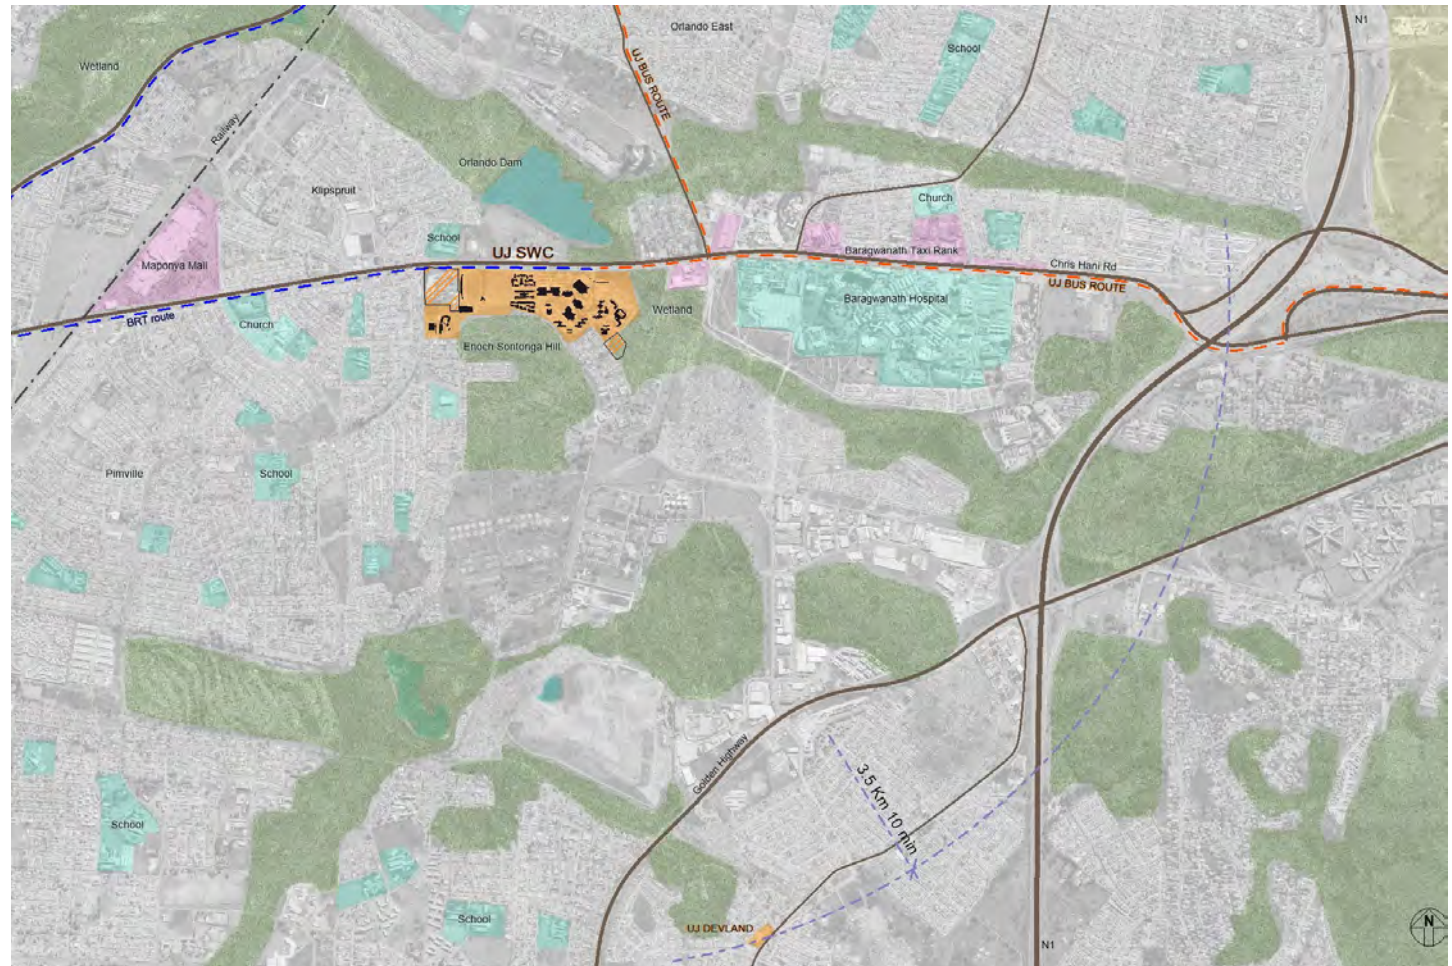 N1
Orlando East
School
Wetland
UJ BUS ROUTE
Railway
Orlando Dam
Klipspruit
Church
School
UJ SWC
Baragwanath Taxi Rank
Maponya Mall
Chris Hani Rd
UJ BUS ROUTE
Baragwanath Hospital
BRT route
Church
Wetland
Enoch Sontonga Hill
Pimville
School
Golden Highway
3.5 Km 10 min
School
School
UJ DEVLAND
N1
N